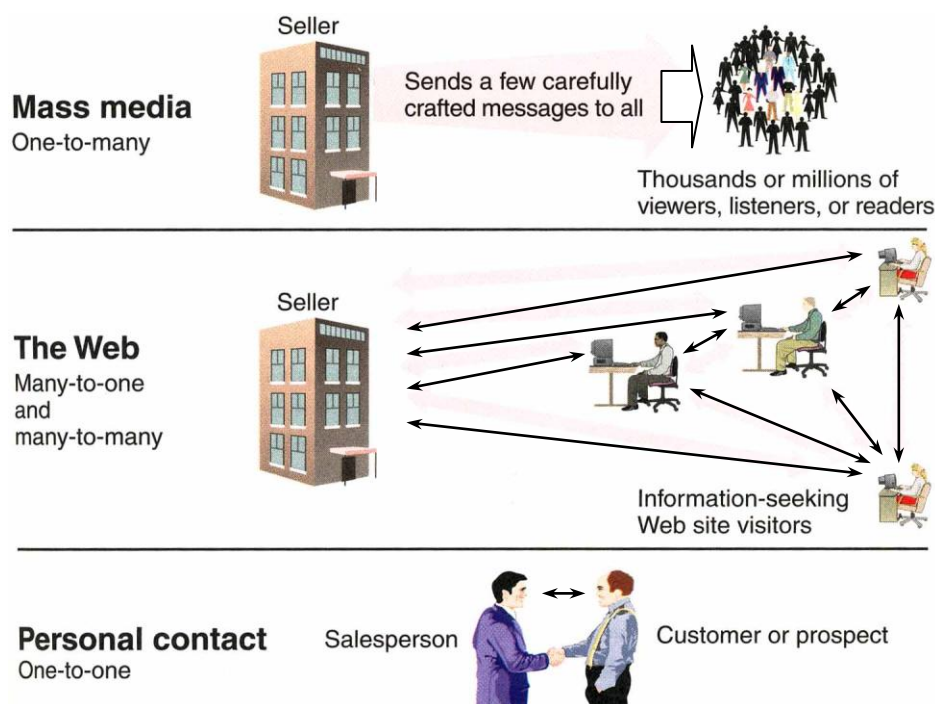 Seller
Mass media
One-to-many
Sends a few carefully
crafted messages to all
Thousands or millions of
viewers, listeners, or readers
Seller
The Web
Many-to-one
and
many-to-many
Information-seeking
Web site visitors
Personal contact
One-to-one
Salesperson
Customer or prospect